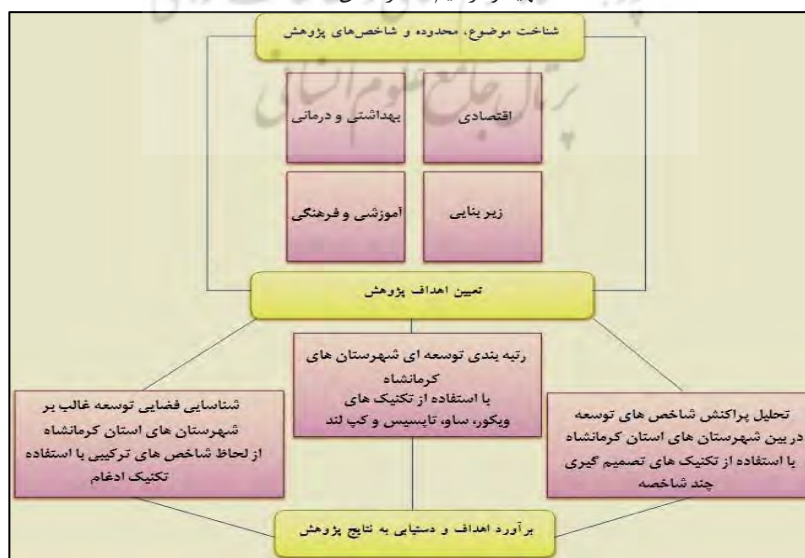 شناخت موضوع، محدوده و شاخص‌های پژوهش
پرتال جامع علوم انسانی
اقتصادی
بهداشتی و درمانی
زیر بنایی
آموزشی و فرهنگی
تعیین اهداف پژوهش
تحلیل پراکنش شاخص های توسعه
در بین شهرستان های استان کرمانشاه
با استفاده از تکنیک های تصمیم گیری
چند شاخصه
رتبه بندی توسعه ای شهرستان های
کرمانشاه
با استفاده از تکنیک های
ویکور، ساو، تاپسیس و کپ لند
شناسایی فضایی توسعه غالب بر
شهرستان های استان کرمانشاه
از لحاظ شاخص های ترکیبی با استفاده
تکنیک ادغام
برآورد اهداف و دستیابی به نتایج پژوهش